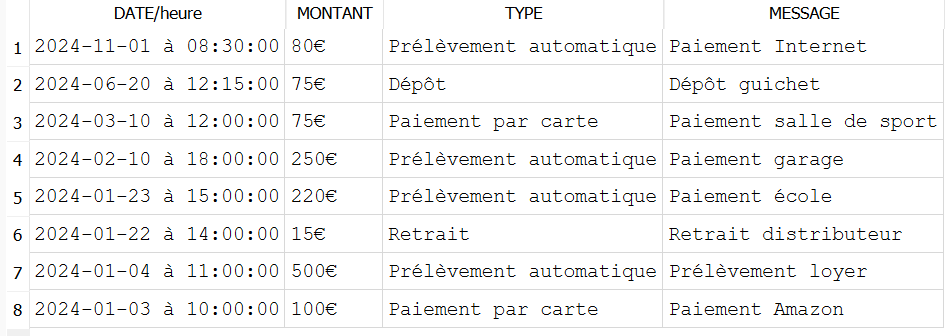 DATE/heure MONTANT TYPE MESSAGE
1 2024-11-01 à 08:30:00 80€ Prélèvement automatique Paiement Internet
2 2024-06-20 à 12:15:00 75€ Dépôt Dépôt guichet
3 2024-03-10 à 12:00:00 75€ Paiement par carte Paiement salle de sport
4 2024-02-10 à 18:00:00 250€ Prélèvement automatique Paiement garage
5 2024-01-23 à 15:00:00 220€ Prélèvement automatique Paiement école
6 2024-01-22 à 14:00:00 15€ Retrait Retrait distributeur
7 2024-01-04 à 11:00:00 500€ Prélèvement automatique Prélèvement loyer
8 2024-01-03 à 10:00:00 100€ Paiement par carte Paiement Amazon